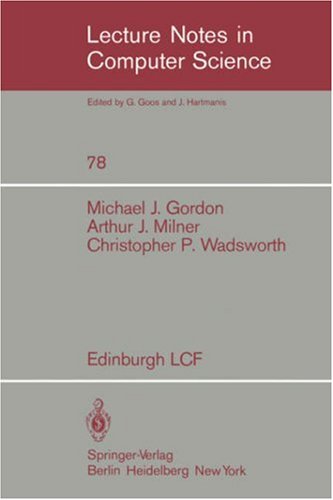 Lecture Notes in
Computer Science
Edited by G. Goos and J. Hartmanis
78
Michael J. Gordon
Arthur J. Milner
Christopher P. Wadsworth
Edinburgh LCF
Springer-Verlag
Berlin Heidelberg New York